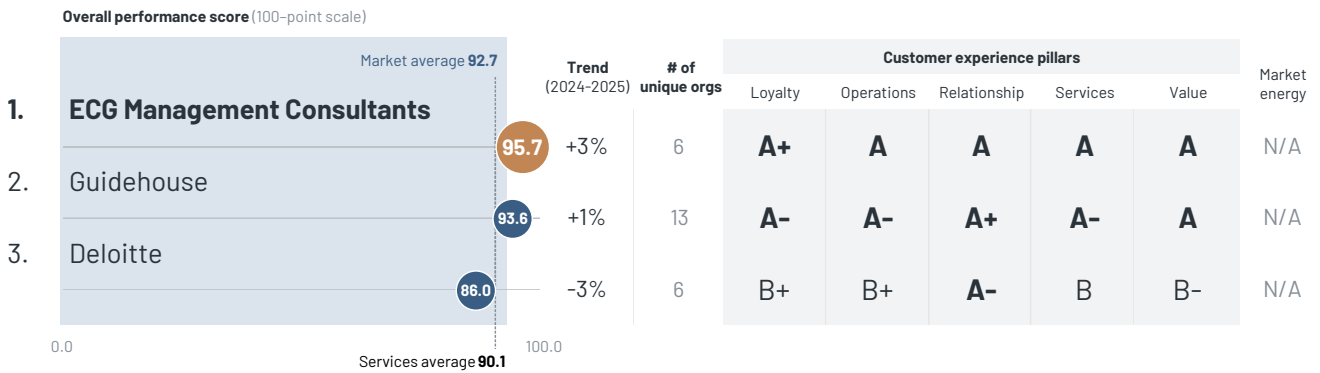 Overall performance score (100-point scale)
Market average 92.7
Trend
(2024-2025)
# of
unique orgs
Customer experience pillars
Loyalty Operations Relationship Services Value
Market
energy
1. ECG Management Consultants
95.7 +3% 6 A+ A A A A N/A
2. Guidehouse
93.6 +1% 13 A- A- A+ A- A N/A
3. Deloitte
86.0 -3% 6 B+ B+ A- B B- N/A
0.0 100.0
Services average 90.1